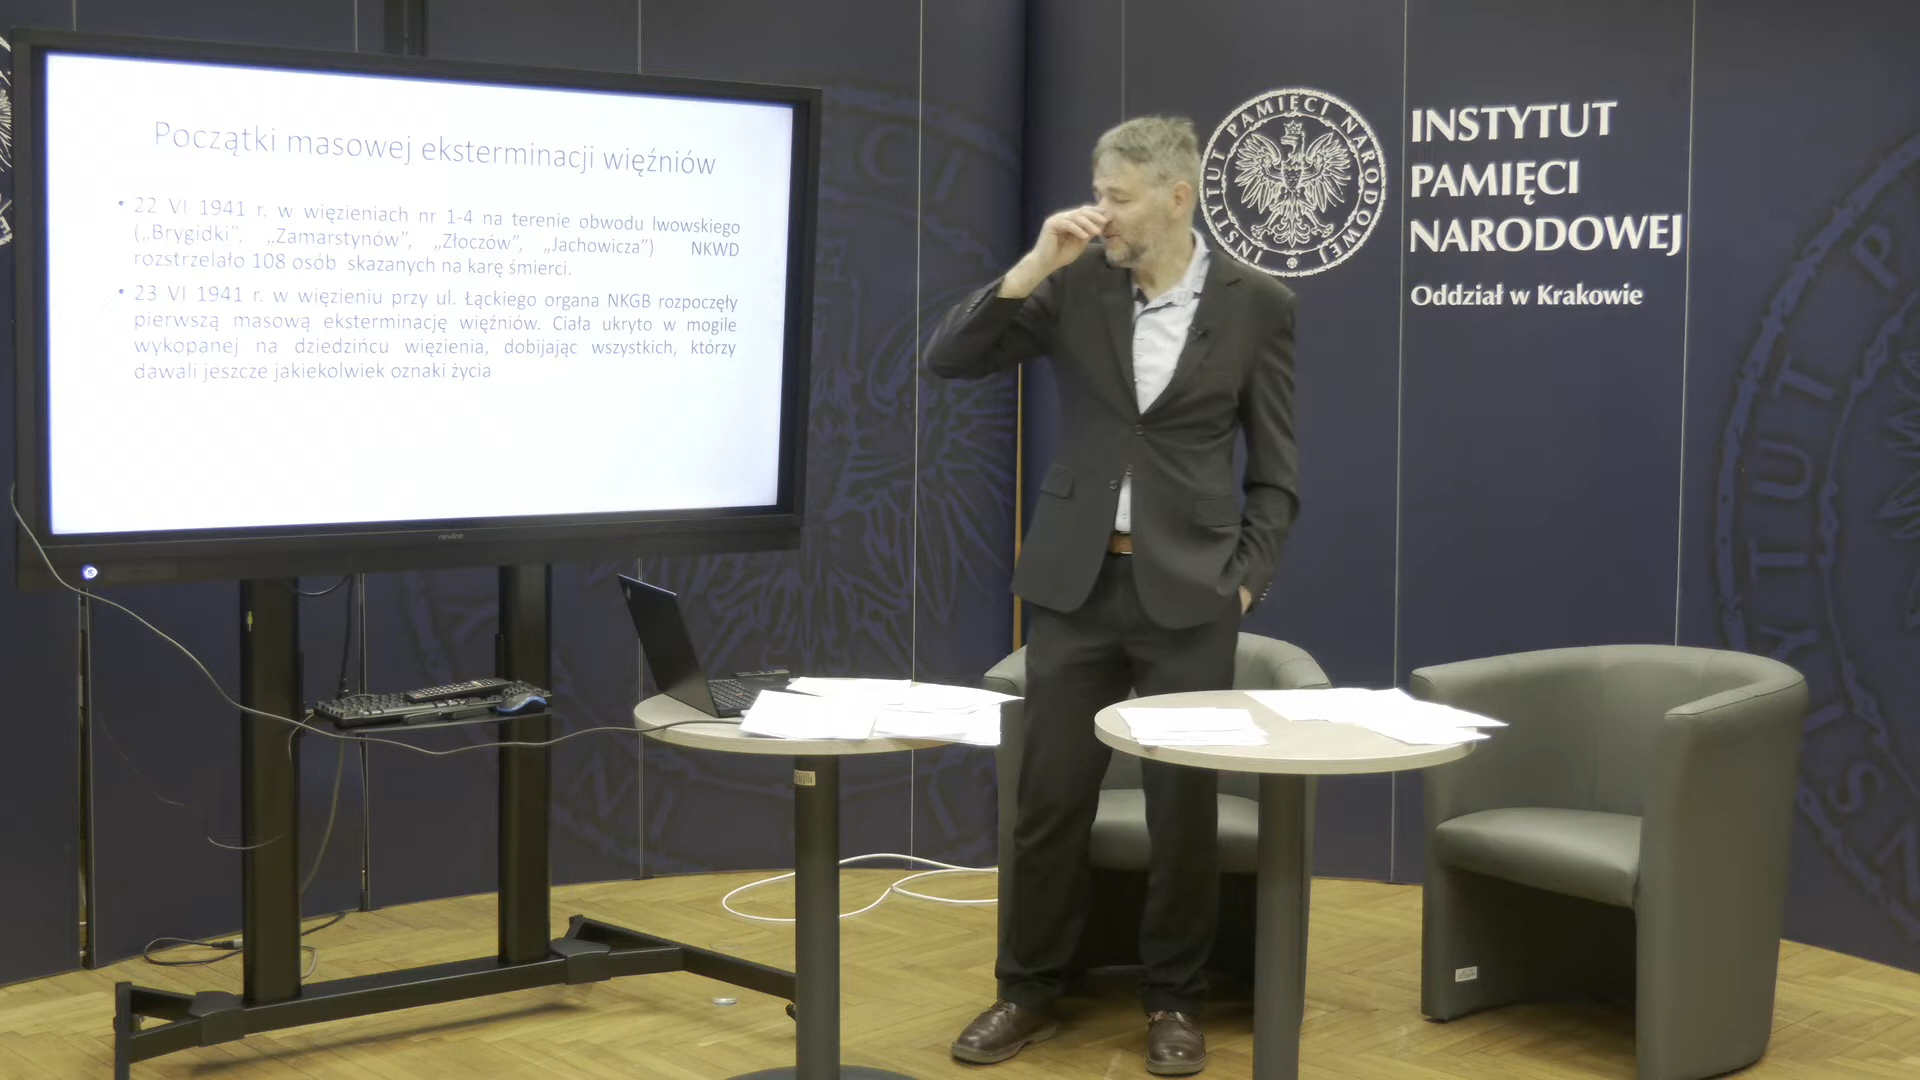 Początki masowej eksterminacji więźniów
• 22 VI 1941 r. w więzieniach nr 1-4 na terenie obwodu lwowskiego
(„Brygidki”, „Zamarstynów”, „Złoczów”, „Jachowicza”) NKWD
rozstrzelało 108 osób skazanych na karę śmierci.
• 23 VI 1941 r. w więzieniu przy ul. Łąckiego organa NKGB rozpoczęły
pierwszą masową eksterminację więźniów. Ciała ukryto w mogile
wykopanej na dziedzińcu więzienia, dobijając wszystkich, którzy
dawali jeszcze jakiekolwiek oznaki życia
newline
INSTYTUT PAMIĘCI NARODOWEJ
INSTYTUT
PAMIĘCI
NARODOWEJ
Oddział w Krakowie